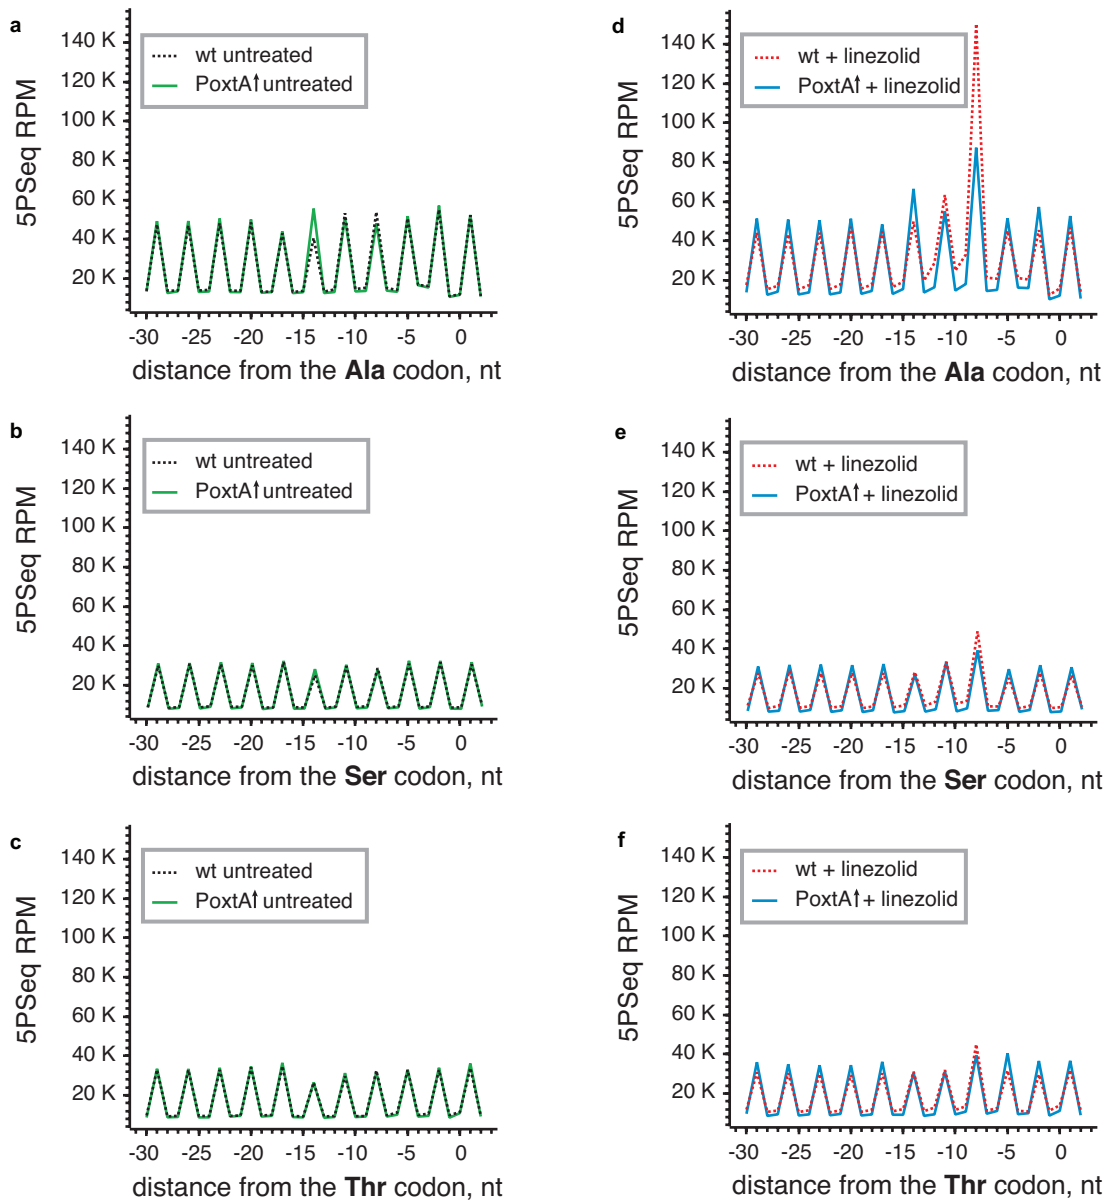 a
5PSeq RPM
140 K
120 K
100 K
80 K
60 K
40 K
20 K
wt untreated
PoxtA↑ untreated
-30 -25 -20 -15 -10 -5 0
distance from the Ala codon, nt
d
5PSeq RPM
140 K
120 K
100 K
80 K
60 K
40 K
20 K
wt + linezolid
PoxtA↑ + linezolid
-30 -25 -20 -15 -10 -5 0
distance from the Ala codon, nt
b
5PSeq RPM
140 K
120 K
100 K
80 K
60 K
40 K
20 K
wt untreated
PoxtA↑ untreated
-30 -25 -20 -15 -10 -5 0
distance from the Ser codon, nt
e
5PSeq RPM
140 K
120 K
100 K
80 K
60 K
40 K
20 K
wt + linezolid
PoxtA↑ + linezolid
-30 -25 -20 -15 -10 -5 0
distance from the Ser codon, nt
c
5PSeq RPM
140 K
120 K
100 K
80 K
60 K
40 K
20 K
wt untreated
PoxtA↑ untreated
-30 -25 -20 -15 -10 -5 0
distance from the Thr codon, nt
f
5PSeq RPM
140 K
120 K
100 K
80 K
60 K
40 K
20 K
wt + linezolid
PoxtA↑ + linezolid
-30 -25 -20 -15 -10 -5 0
distance from the Thr codon, nt